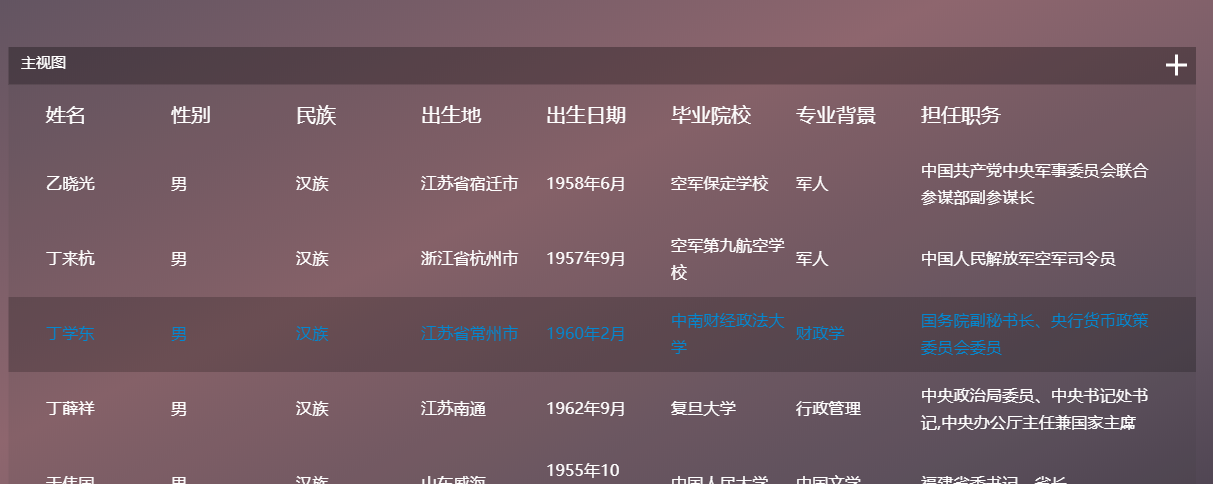 主视图
姓名 性别 民族 出生地 出生日期 毕业院校 专业背景 担任职务
乙晓光 男 汉族 江苏省宿迁市 1958年6月 空军保定学校 军人 中国共产党中央军事委员会联合
参谋部副参谋长
丁来杭 男 汉族 浙江省杭州市 1957年9月 空军第九航空学
校 军人 中国人民解放军空军司令员
丁学东 男 汉族 江苏省常州市 1960年2月 中南财经政法大
学 财政学 国务院副秘书长、央行货币政策
委员会委员
丁薛祥 男 汉族 江苏南通 1962年9月 复旦大学 行政管理 中央政治局委员、中央书记处书
记,中央办公厅主任兼国家主席
于伟国 男 汉族 山东威海 1955年10
中国人民大学 中国文学 福建省委书记、省长